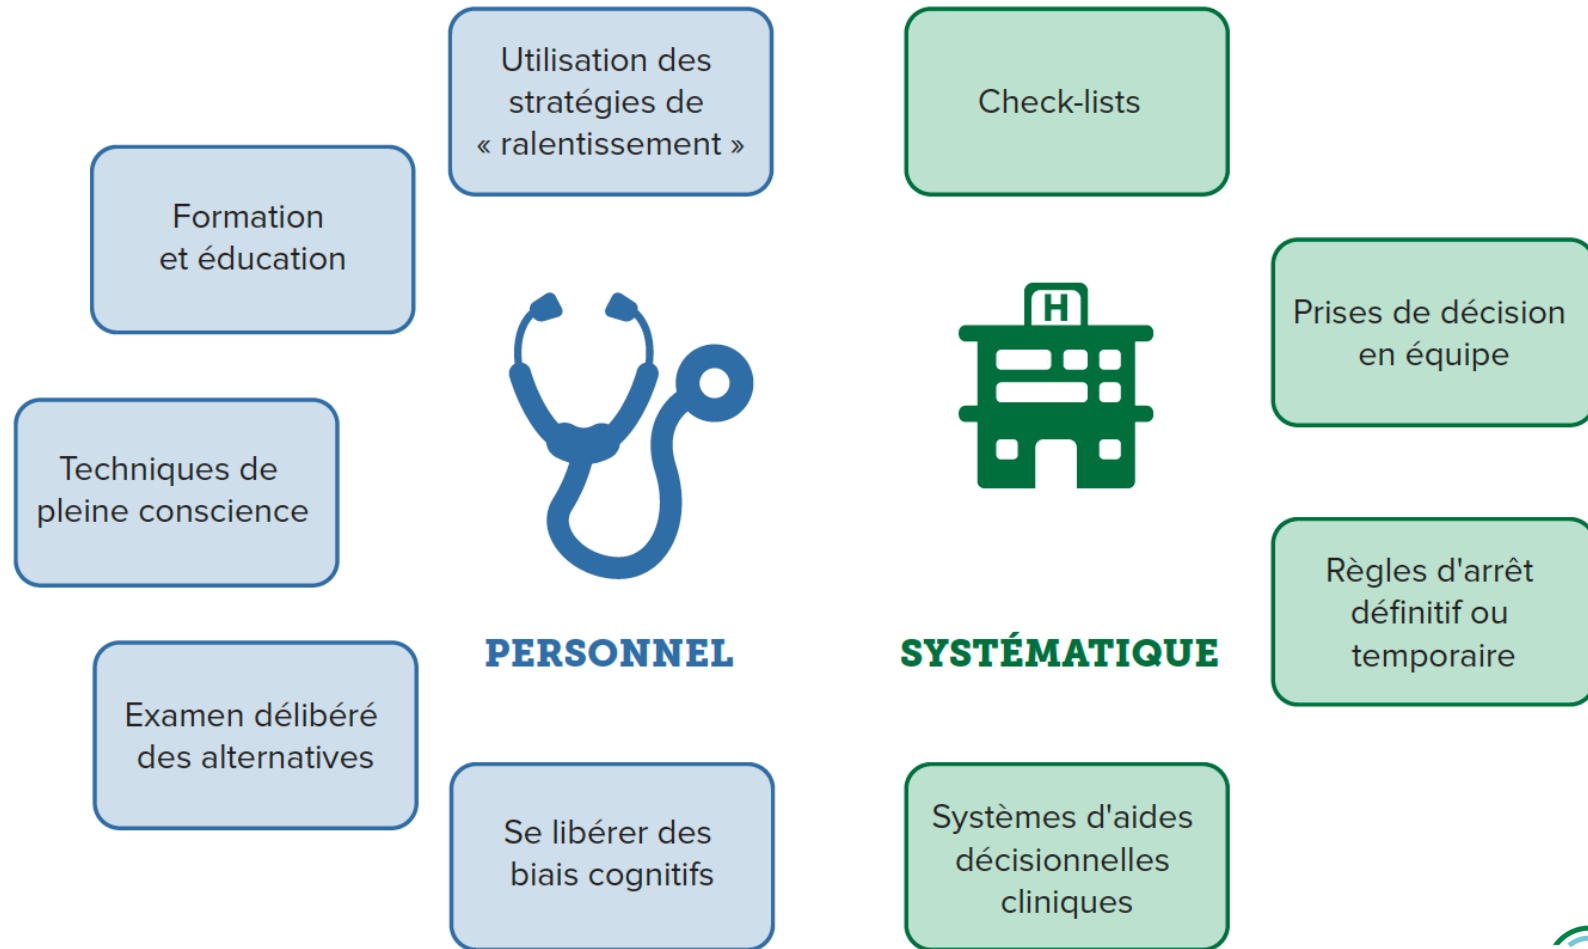 Utilisation des
stratégies de
« ralentissement »
Formation
et éducation
Techniques de
pleine conscience
Examen délibéré
des alternatives
Se libérer des
biais cognitifs
PERSONNEL
Check-lists
H
Prises de décision
en équipe
Règles d'arrêt
définitif ou
temporaire
Systèmes d'aides
décisionnelles
cliniques
SYSTÉMATIQUE